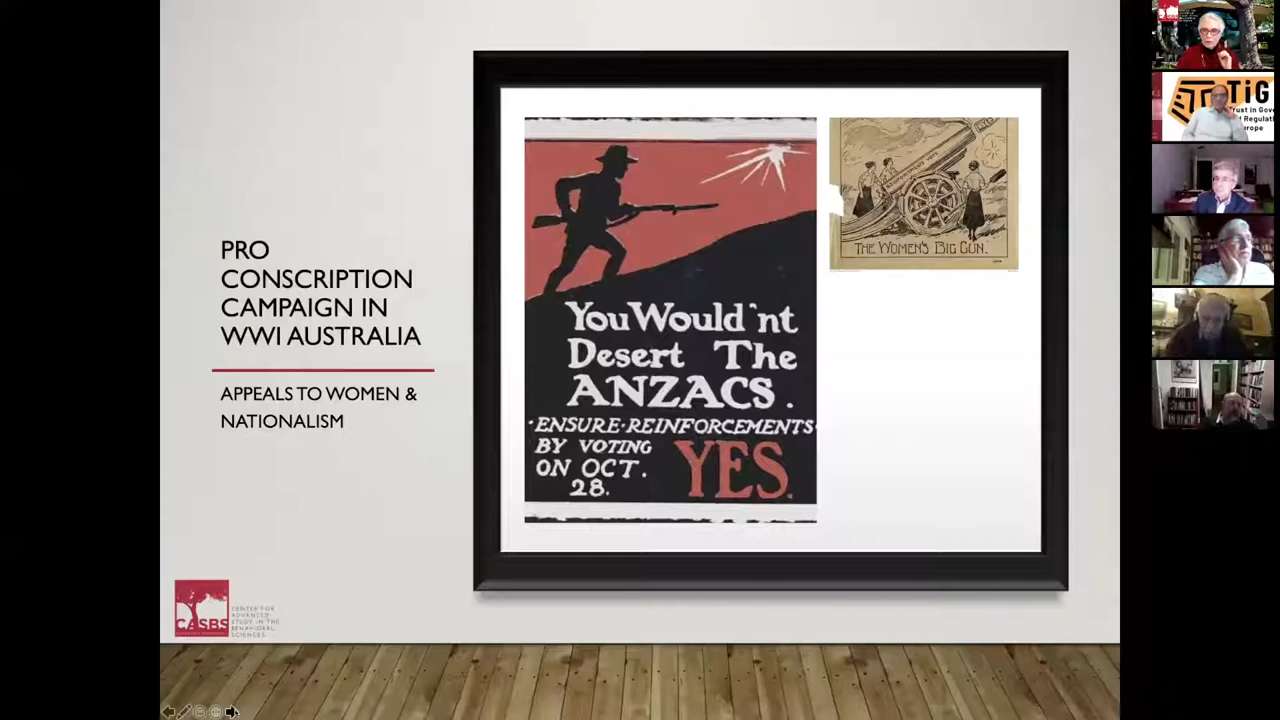 PRO
CONSCRIPTION
CAMPAIGN IN
WWI AUSTRALIA
APPEALS TO WOMEN &
NATIONALISM
You Would'nt
Desert The
ANZACS.
·ENSURE·REINFORCEMENTS·
BY VOTING
ON OCT.
28.
YES.
THE WOMEN'S BIG GUN.
CASBS
CENTER FOR
ADVANCED
STUDY IN THE
BEHAVIORAL
SCIENCES
TiG